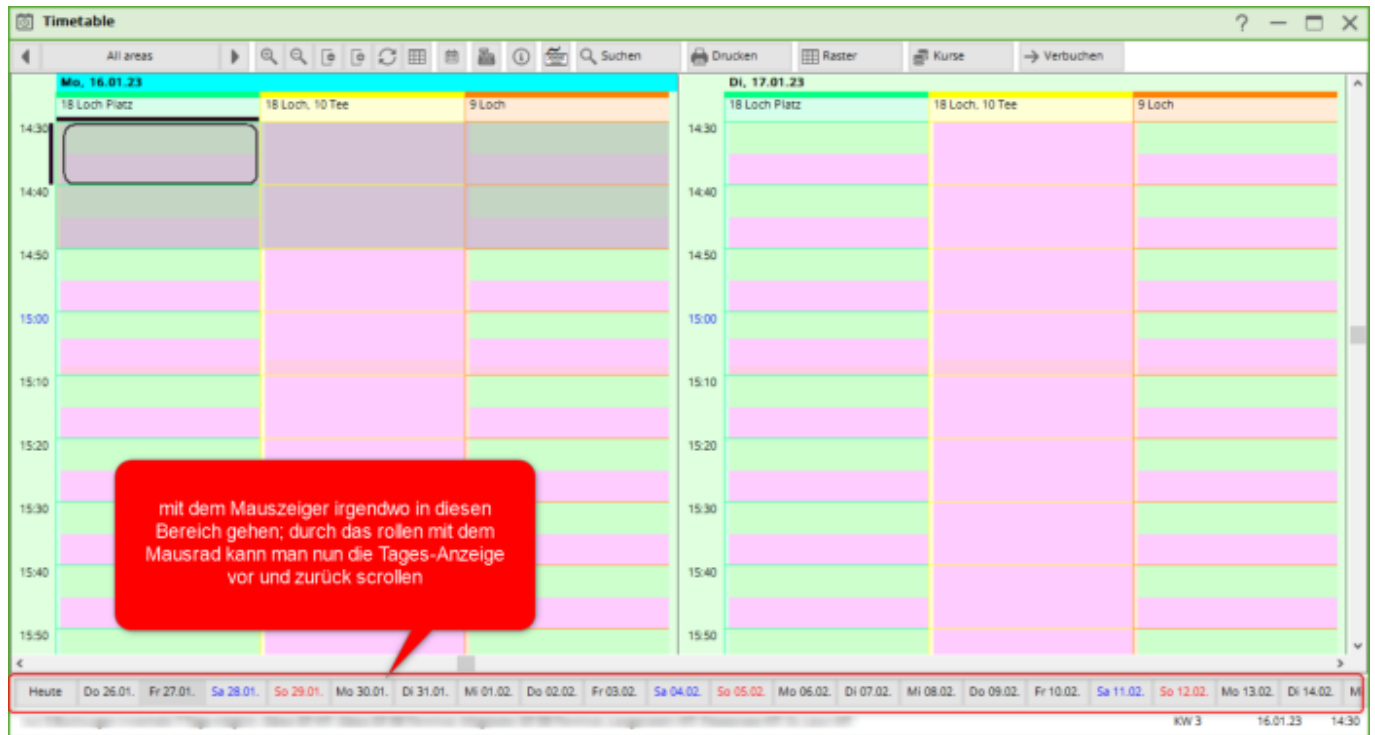 Timetable
All areas Suchen Drucken Raster Kurse Verbuchen
Mo, 16.01.23 Di, 17.01.23
18 Loch Platz 18 Loch, 10 Tee 9 Loch 18 Loch Platz 18 Loch, 10 Tee 9 Loch
14:30 14:30
14:40 14:40
14:50 14:50
15:00 15:00
15:10 15:10
15:20 15:20
15:30 15:30
15:40 15:40
15:50 15:50
mit dem Mauszeiger irgendwo in diesen
Bereich gehen; durch das rollen mit dem
Mausrad kann man nun die Tages-Anzeige
vor und zurück scrollen
Heute Do 26.01. Fr 27.01. Sa 28.01. So 29.01. Mo 30.01. Di 31.01. Mi 01.02. Do 02.02. Fr 03.02. Sa 04.02. So 05.02. Mo 06.02. Di 07.02. Mi 08.02. Do 09.02. Fr 10.02. Sa 11.02. So 12.02. Mo 13.02. Di 14.02. M
KW 3 16.01.23 14:30